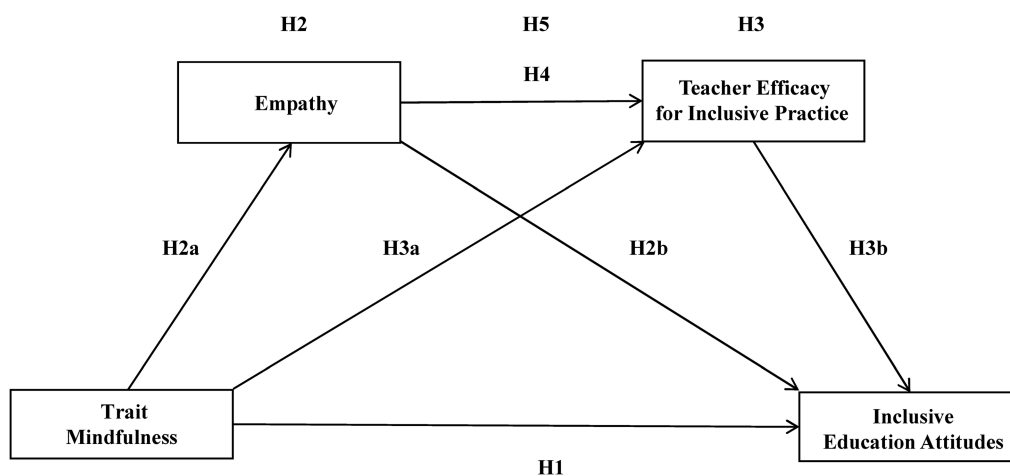 H2
H5
H3
H4
Empathy
Teacher Efficacy
for Inclusive Practice
H2a
H3a
H2b
H3b
Trait
Mindfulness
Inclusive
Education Attitudes
H1